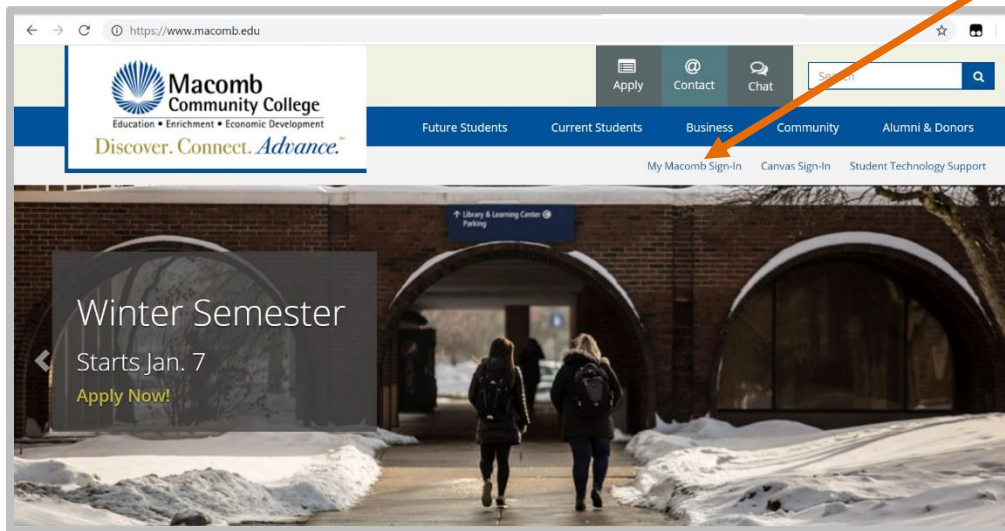 https://www.macomb.edu
Macomb
Community College
Education • Enrichment • Economic Development
Discover. Connect. Advance.™
Apply
@
Contact
Chat
Search
Future Students
Current Students
Business
Community
Alumni & Donors
My Macomb Sign-In
Canvas Sign-In
Student Technology Support
↑ Library & Learning Center C
Parking
Winter Semester
Starts Jan. 7
Apply Now!